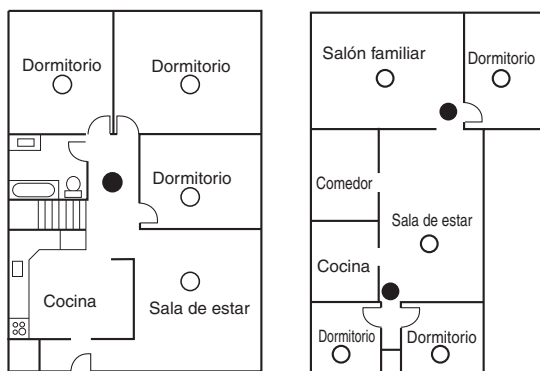 Dormitorio
Dormitorio
Dormitorio
Cocina
Sala de estar
Salón familiar
Dormitorio
Comedor
Sala de estar
Cocina
Dormitorio
Dormitorio